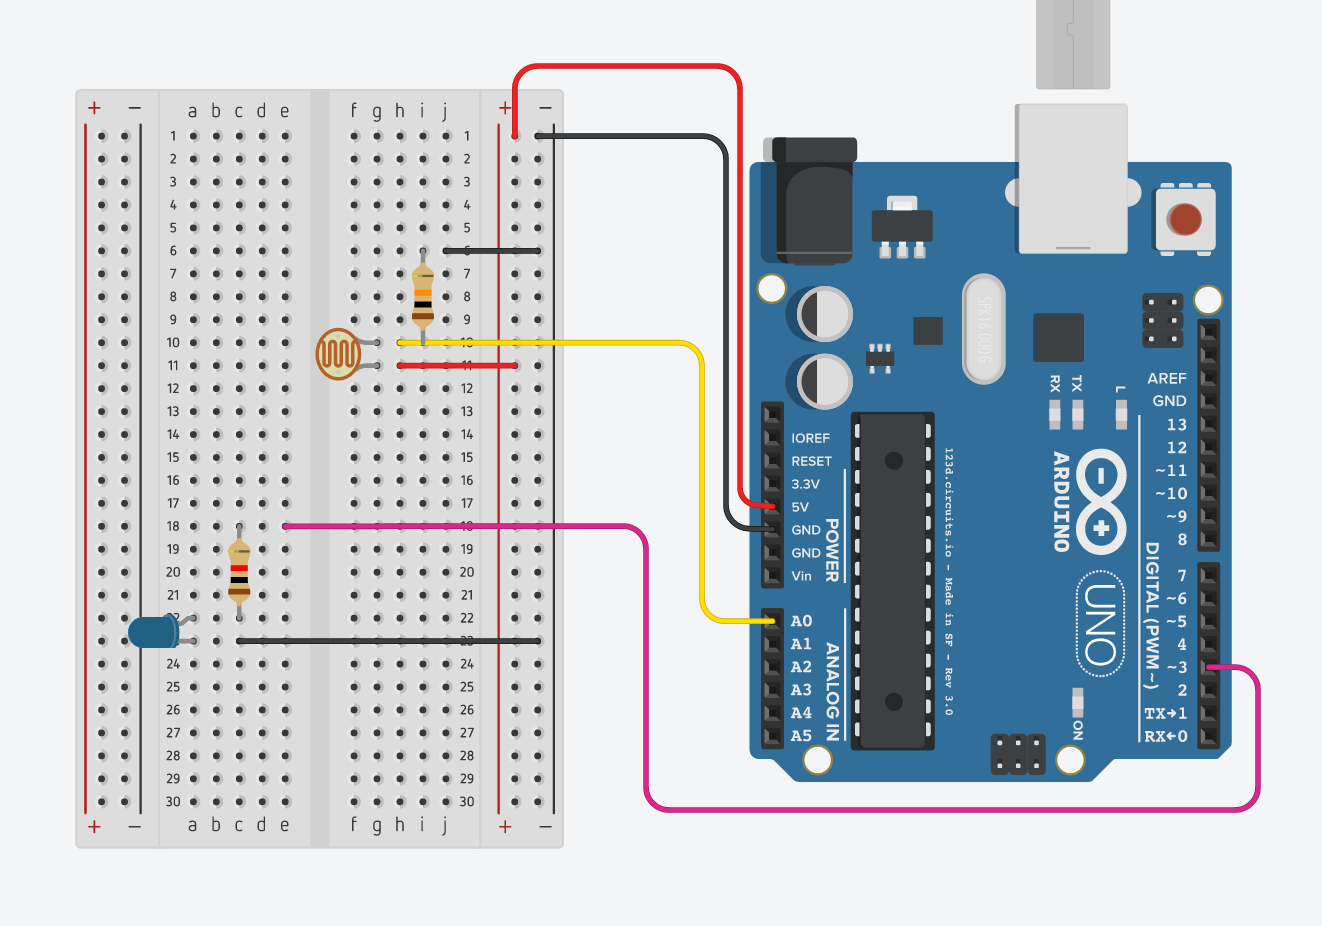 + − a b c d e f g h i j + −
1 1
2 2
3 3
4 4
5 5
6 6
7 7
8 8
9 9
10 10
11 11
12 12
13 13
14 14
15 15
16 16
17 17
18 18
19 19
20 20
21 21
22 22
23
24 24
25 25
26 26
27 27
28 28
29 29
30 30
+ − a b c d e f g h i j + −
SPK16.000G
RX TX L
AREF
GND
13
12
~11
~10
~9
8
7
~6
~5
4
~3
2
TX→1
RX←0
DIGITAL (PWM~)
IOREF
RESET
3.3V
5V
GND
GND
Vin
POWER
A0
A1
A2
A3
A4
A5
ANALOG IN
123d.circuits.io - Made in SF - Rev 3.0
ARDUINO
UNO
ON